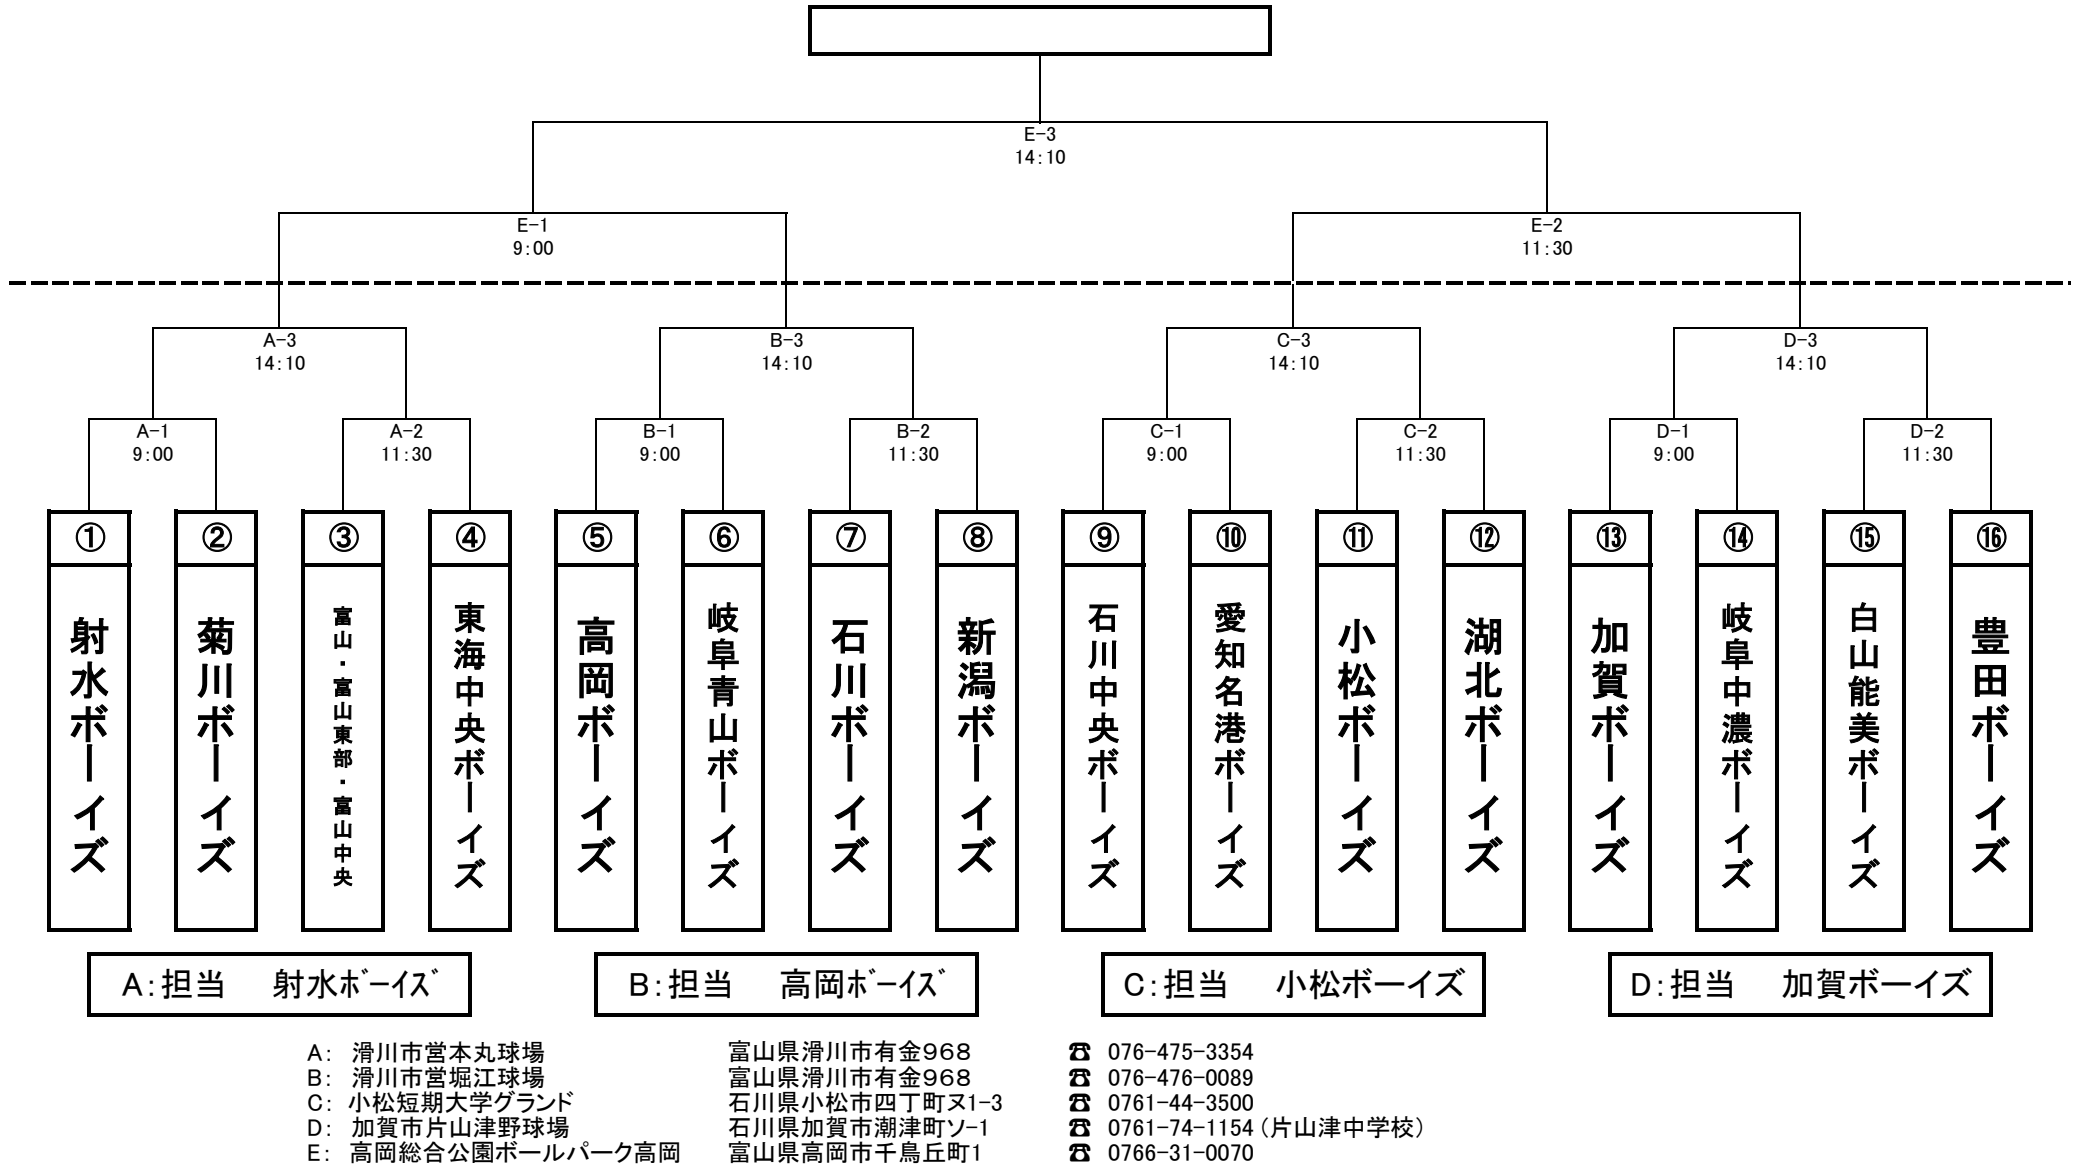 E-3
14:10
E-1
9:00
E-2
11:30
A-3
14:10
B-3
14:10
C-3
14:10
D-3
14:10
A-1
9:00
A-2
11:30
B-1
9:00
B-2
11:30
C-1
9:00
C-2
11:30
D-1
9:00
D-2
11:30
①
射水ボーイズ
②
菊川ボーイズ
③
富山・富山東部・富山中央
④
東海中央ボーイズ
⑤
高岡ボーイズ
⑥
岐阜青山ボーイズ
⑦
石川ボーイズ
⑧
新潟ボーイズ
⑨
石川中央ボーイズ
⑩
愛知名港ボーイズ
⑪
小松ボーイズ
⑫
湖北ボーイズ
⑬
加賀ボーイズ
⑭
岐阜中濃ボーイズ
⑮
白山能美ボーイズ
⑯
豊田ボーイズ
A:担当 射水ﾎﾞｰｲｽﾞ
B:担当 高岡ﾎﾞｰｲｽﾞ
C:担当 小松ボーイズ
D:担当 加賀ボーイズ
A: 滑川市営本丸球場 富山県滑川市有金968 ☎ 076-475-3354
B: 滑川市営堀江球場 富山県滑川市有金968 ☎ 076-476-0089
C: 小松短期大学グランド 石川県小松市四丁町ヌ1-3 ☎ 0761-44-3500
D: 加賀市片山津野球場 石川県加賀市潮津町ソ-1 ☎ 0761-74-1154(片山津中学校)
E: 高岡総合公園ボールパーク高岡 富山県高岡市千鳥丘町1 ☎ 0766-31-0070